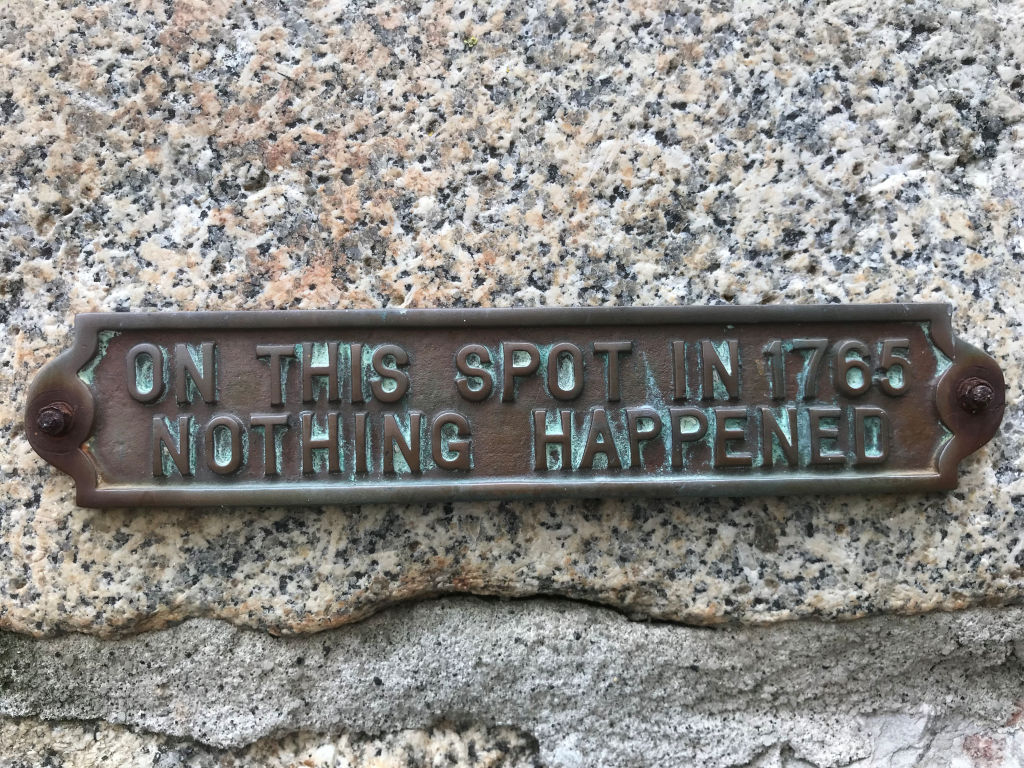 ON THIS SPOT IN 1765
NOTHING HAPPENED